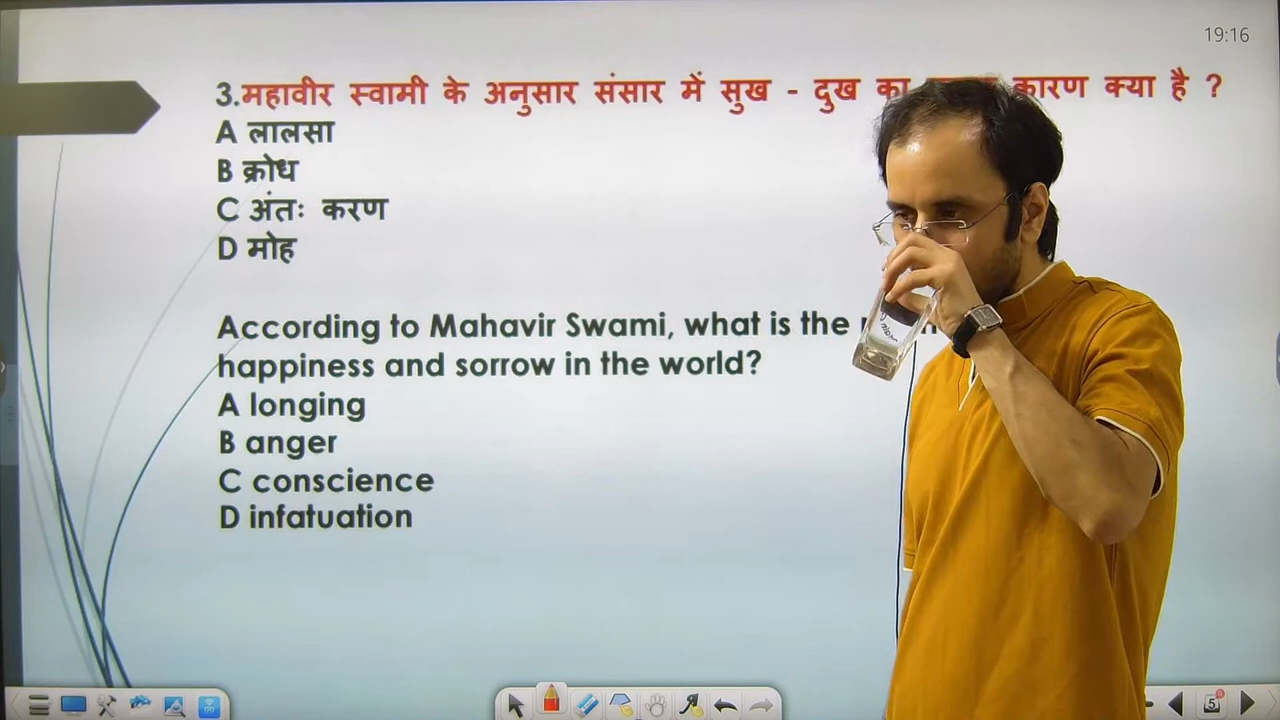 19:16
3.महावीर स्वामी के अनुसार संसार में सुख - दुख का कारण क्या है ?
A लालसा
B क्रोध
C अंतः करण
D मोह
According to Mahavir Swami, what is the
happiness and sorrow in the world?
A longing
B anger
C conscience
D infatuation
5